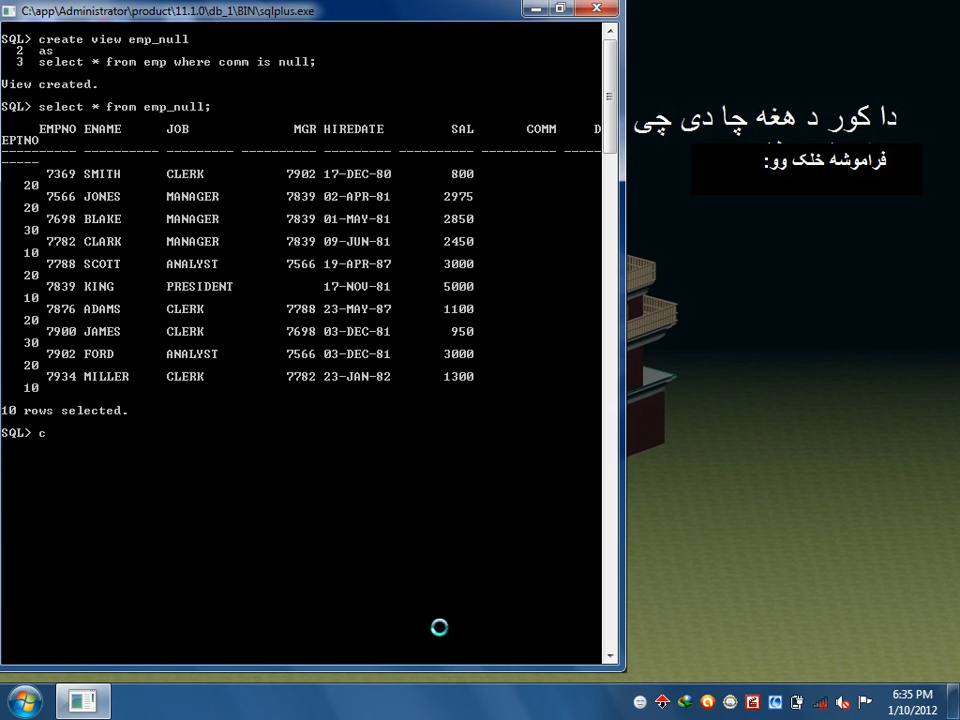 C:\app\Administrator\product\11.1.0\db_1\BIN\sqlplus.exe
SQL> create view emp_null
  2  as
  3  select * from emp where comm is null;
View created.
SQL> select * from emp_null;
     EMPNO ENAME      JOB              MGR HIREDATE         SAL       COMM     D
EPTNO
---------- ---------- --------- ---------- --------- ---------- ---------- -----
-----
      7369 SMITH      CLERK           7902 17-DEC-80        800
   20
      7566 JONES      MANAGER         7839 02-APR-81       2975
   20
      7698 BLAKE      MANAGER         7839 01-MAY-81       2850
   30
      7782 CLARK      MANAGER         7839 09-JUN-81       2450
   10
      7788 SCOTT      ANALYST         7566 19-APR-87       3000
   20
      7839 KING       PRESIDENT            17-NOV-81       5000
   10
      7876 ADAMS      CLERK           7788 23-MAY-87       1100
   20
      7900 JAMES      CLERK           7698 03-DEC-81        950
   30
      7902 FORD       ANALYST         7566 03-DEC-81       3000
   20
      7934 MILLER     CLERK           7782 23-JAN-82       1300
   10
10 rows selected.
SQL> c
دا کور د هغه چا دی چی
فراموشه خلک وو:
6:35 PM
1/10/2012